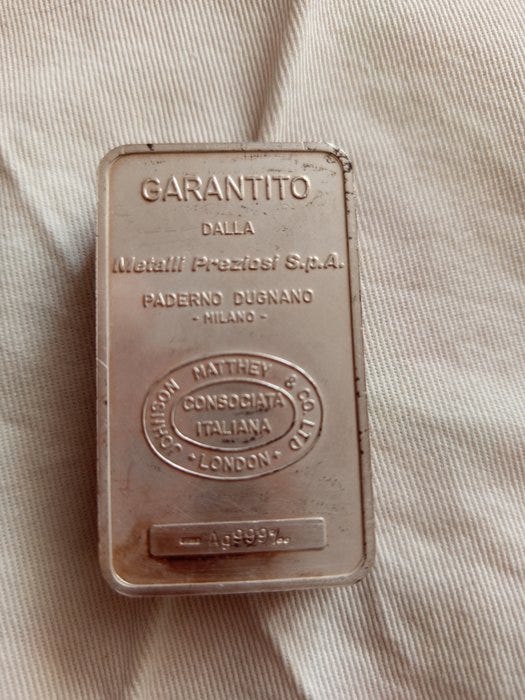 GARANTITO
DALLA
Metalli Preziosi S.p.A.
PADERNO DUGNANO
- MILANO -
JOHNSON MATTHEY & CO. LTD
· LONDON ·
CONSOCIATA
ITALIANA
Ag999‰